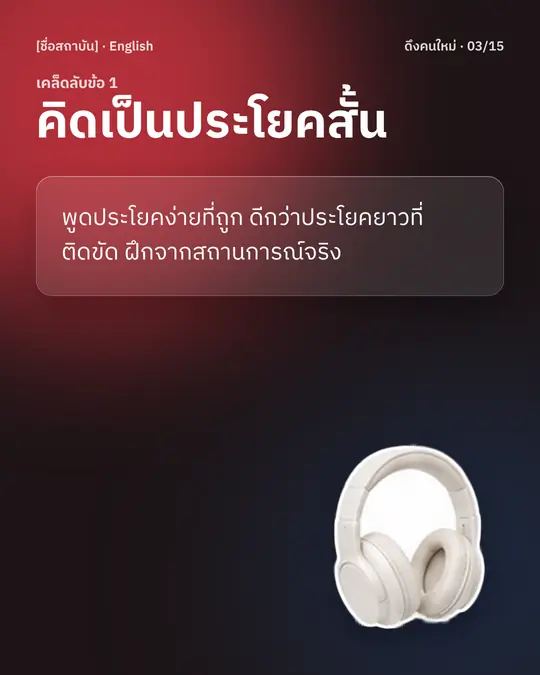 [ชื่อสถาบัน] · English
ดึงคนใหม่ · 03/15
เคล็ดลับข้อ 1
คิดเป็นประโยคสั้น
พูดประโยคง่ายที่ถูก ดีกว่าประโยคยาวที่
ติดขัด ฝึกจากสถานการณ์จริง